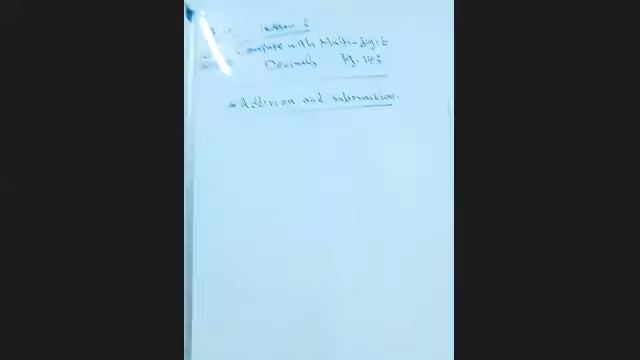 Lesson 5
Compute with Multi-digit
Decimals Pg. 143
Addition and subtraction.